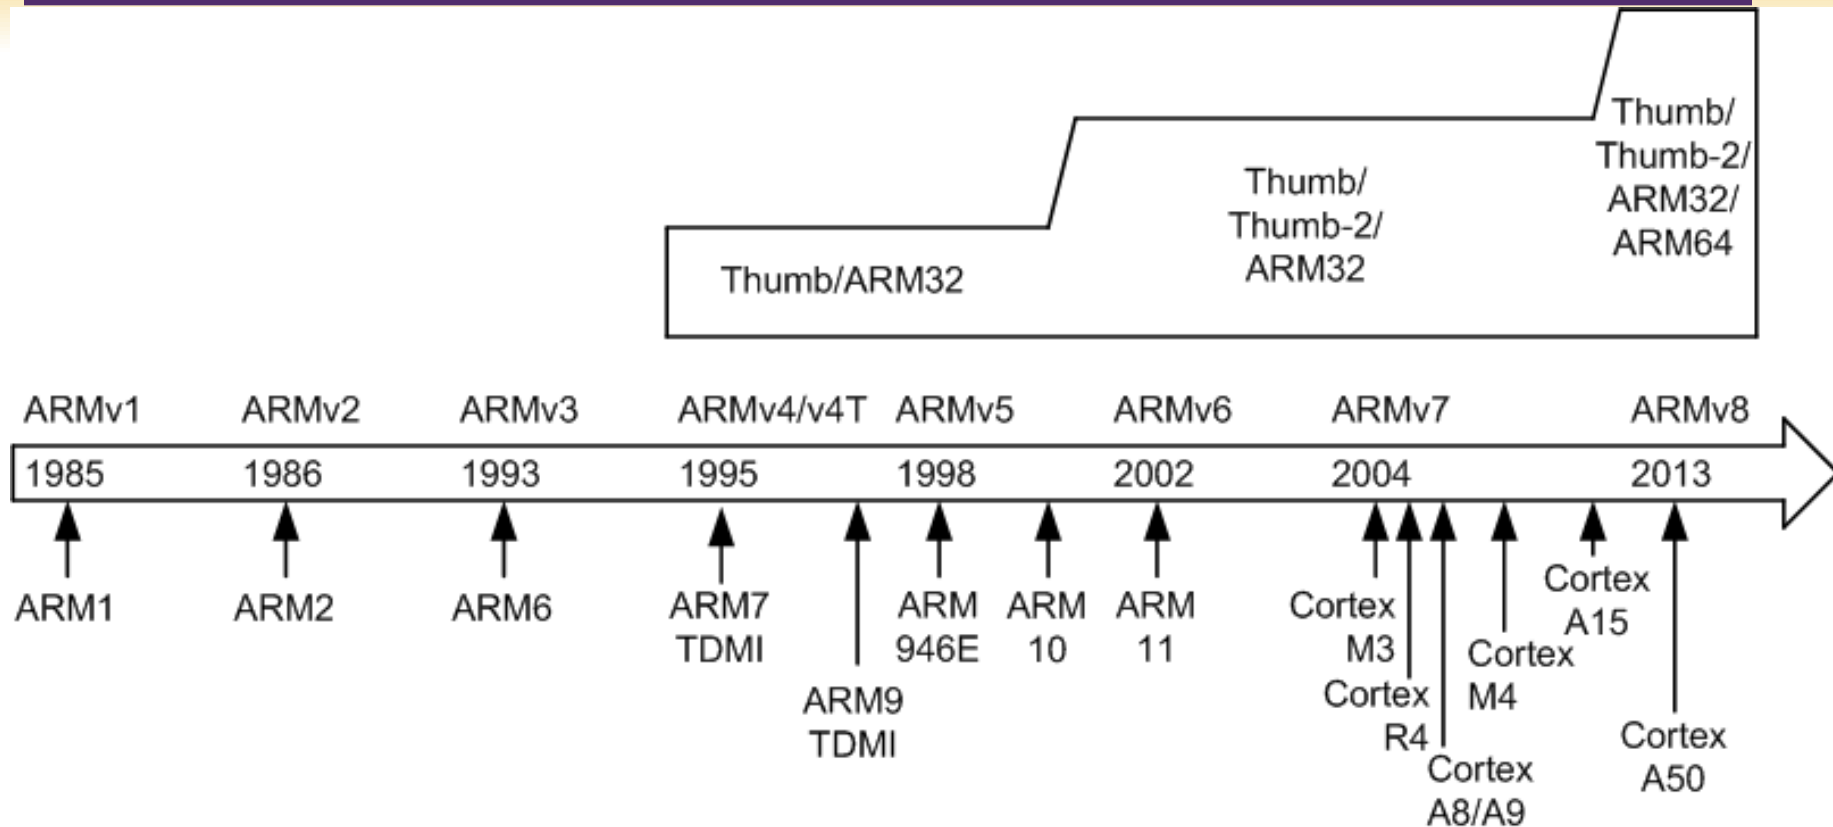 Thumb/
Thumb-2/
ARM32/
ARM64
Thumb/
Thumb-2/
ARM32
Thumb/ARM32
ARMv1 ARMv2 ARMv3 ARMv4/v4T ARMv5 ARMv6 ARMv7 ARMv8
1985 1986 1993 1995 1998 2002 2004 2013
ARM1
ARM2
ARM6
ARM7
TDMI
ARM9
TDMI
ARM
946E
ARM
10
ARM
11
Cortex
M3
Cortex
R4
Cortex
A8/A9
Cortex
M4
Cortex
A15
Cortex
A50